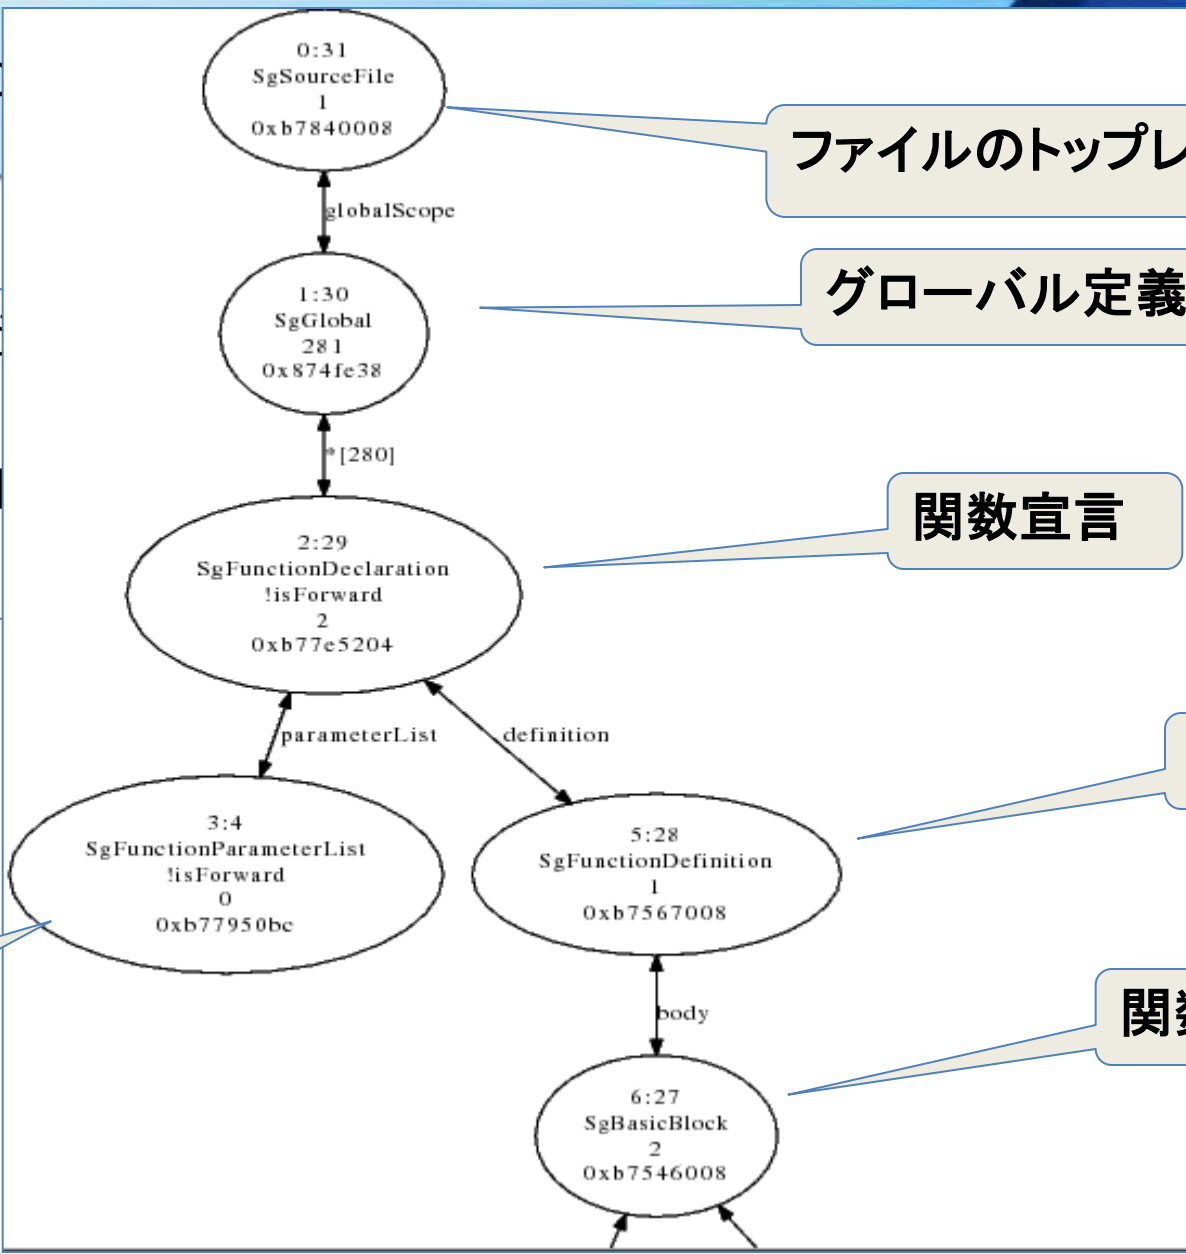 0:31
SgSourceFile
1
0xb7840008
ファイルのトップレ
globalScope
グローバル定義
1:30
SgGlobal
281
0x874fe38
*[280]
関数宣言
2:29
SgFunctionDeclaration
!isForward
2
0xb77e5204
parameterList
definition
3:4
SgFunctionParameterList
!isForward
0
0xb77950bc
5:28
SgFunctionDefinition
1
0xb7567008
body
関数
6:27
SgBasicBlock
2
0xb7546008